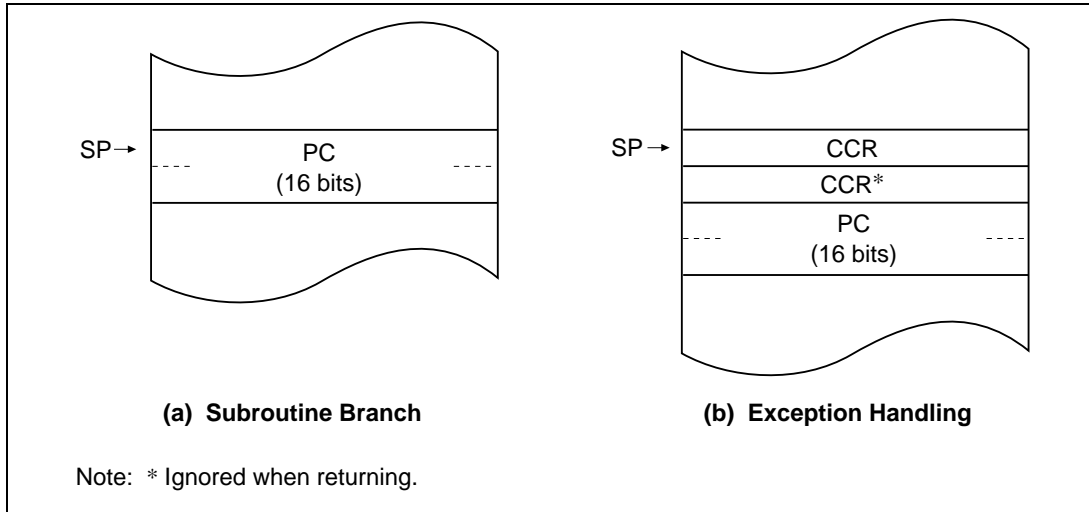 SP→
PC
(16 bits)
(a) Subroutine Branch
SP→
CCR
CCR*
PC
(16 bits)
(b) Exception Handling
Note: * Ignored when returning.